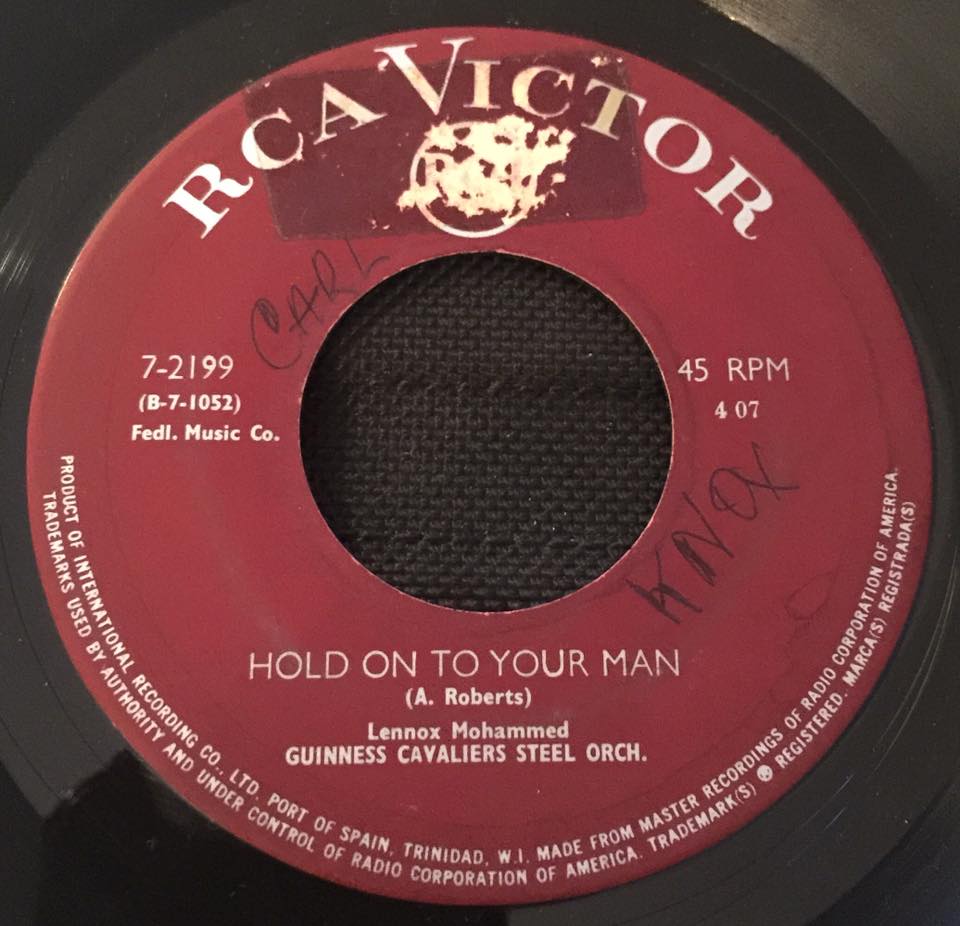 RCA VICTOR
CARL
7-2199
(B-7-1052)
Fedl. Music Co.
45 RPM
4 07
KNOX
HOLD ON TO YOUR MAN
(A. Roberts)
Lennox Mohammed
GUINNESS CAVALIERS STEEL ORCH.
PRODUCT OF INTERNATIONAL RECORDING CO., LTD. PORT OF SPAIN, TRINIDAD, W.I. MADE FROM MASTER RECORDINGS OF RADIO CORPORATION OF AMERICA.
TRADEMARKS USED BY AUTHORITY AND UNDER CONTROL OF RADIO CORPORATION OF AMERICA. TRADEMARK(S) ® REGISTERED. MARCA(S) REGISTRADA(S)